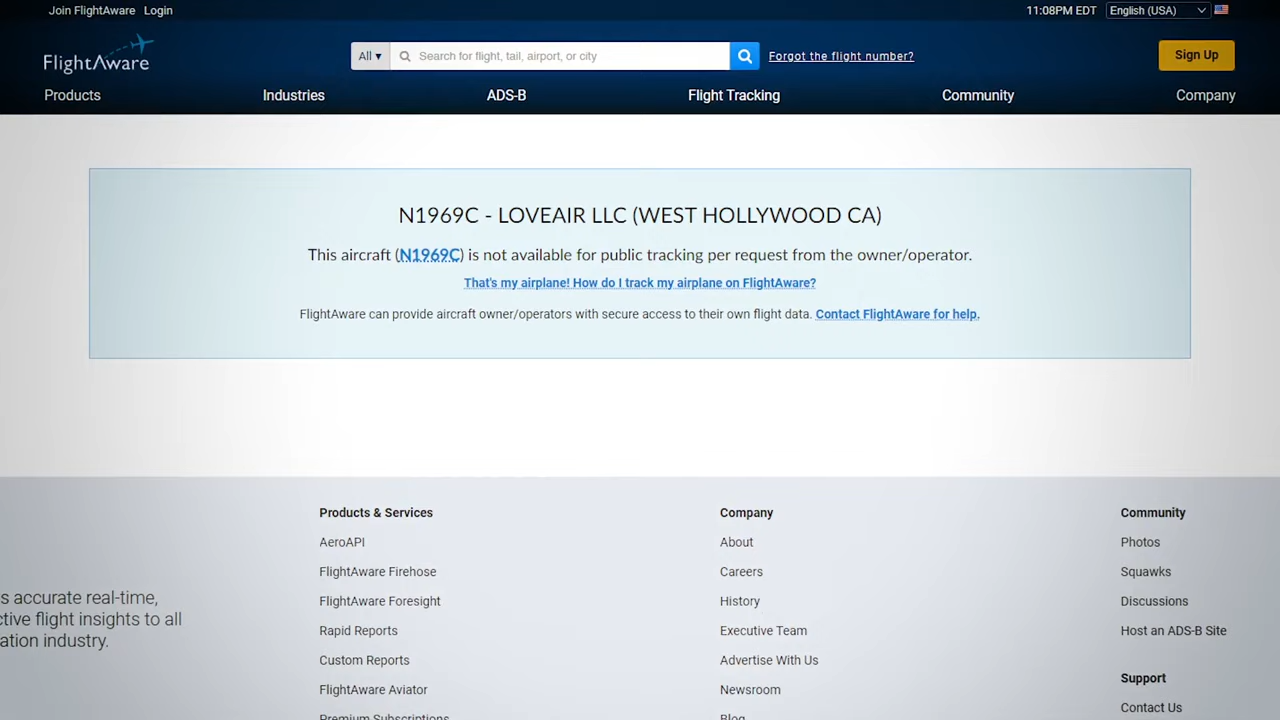 Join FlightAware Login
11:08PM EDT English (USA)
FlightAware
All ▾ Search for flight, tail, airport, or city
Forgot the flight number?
Sign Up
Products Industries ADS-B Flight Tracking Community Company
N1969C - LOVEAIR LLC (WEST HOLLYWOOD CA)
This aircraft (N1969C) is not available for public tracking per request from the owner/operator.
That's my airplane! How do I track my airplane on FlightAware?
FlightAware can provide aircraft owner/operators with secure access to their own flight data. Contact FlightAware for help.
s accurate real-time,
ctive flight insights to all
ation industry.
Products & Services
AeroAPI
FlightAware Firehose
FlightAware Foresight
Rapid Reports
Custom Reports
FlightAware Aviator
Premium Subscriptions
Company
About
Careers
History
Executive Team
Advertise With Us
Newsroom
Blog
Community
Photos
Squawks
Discussions
Host an ADS-B Site
Support
Contact Us